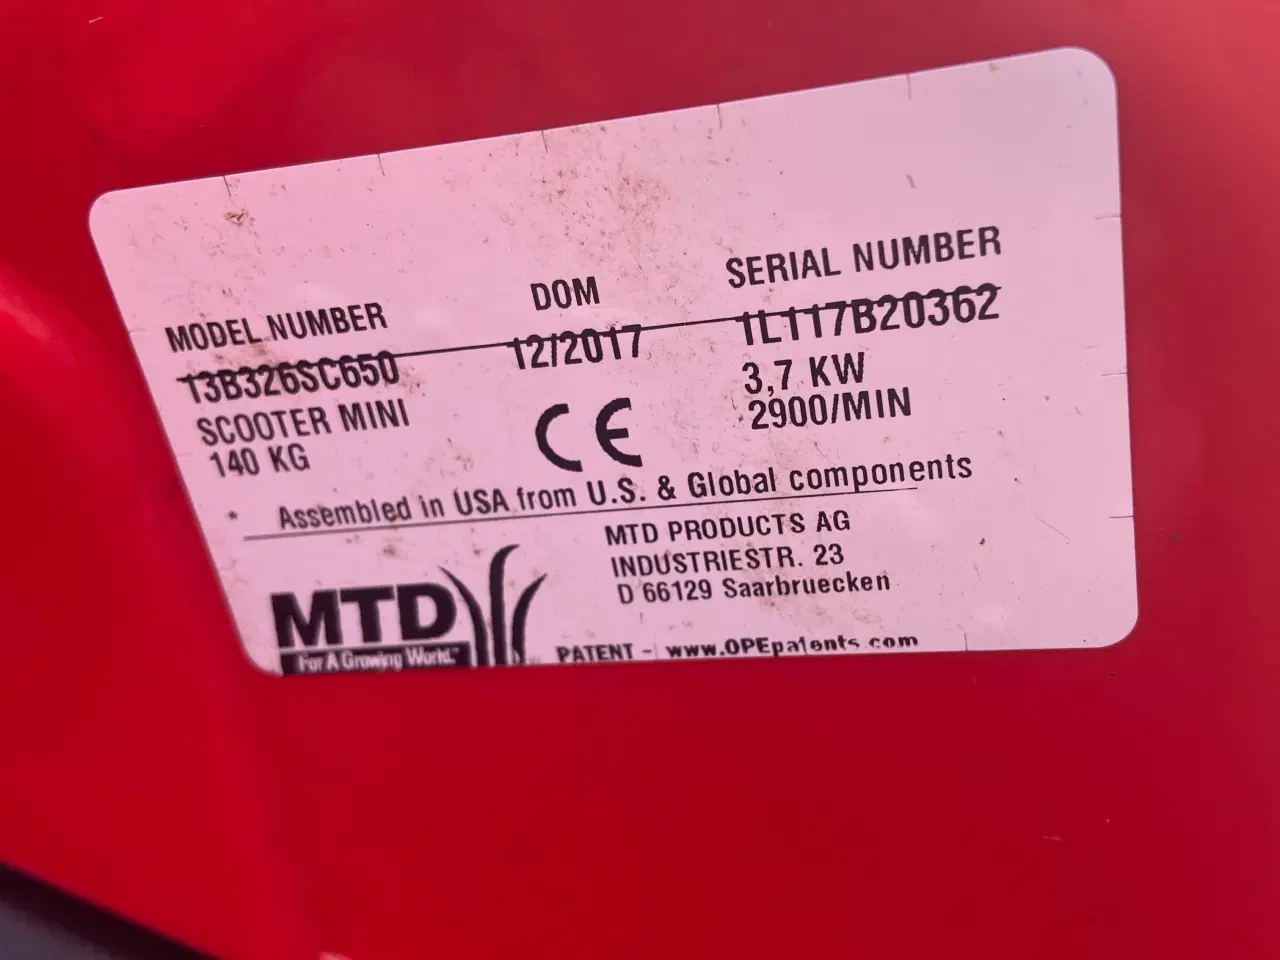 MODEL NUMBER DOM SERIAL NUMBER
13B326SC650 12/2017 1L117B20362
SCOOTER MINI 3,7 KW
140 KG CE 2900/MIN
* Assembled in USA from U.S. & Global components
MTD PRODUCTS AG
INDUSTRIESTR. 23
D 66129 Saarbruecken
MTD
For A Growing World.™
PATENT - www.OPEpatents.com